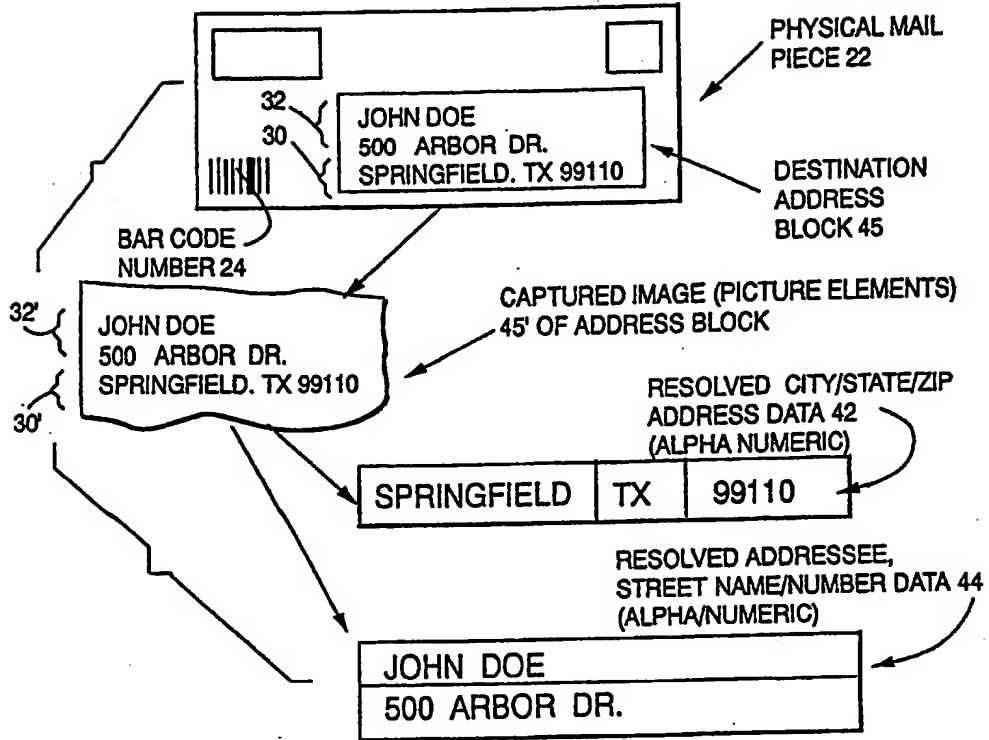 PHYSICAL MAIL
PIECE 22
32
JOHN DOE
30
500 ARBOR DR.
SPRINGFIELD. TX 99110
DESTINATION
ADDRESS
BLOCK 45
BAR CODE
NUMBER 24
CAPTURED IMAGE (PICTURE ELEMENTS)
45' OF ADDRESS BLOCK
32'
JOHN DOE
500 ARBOR DR.
SPRINGFIELD. TX 99110
30'
RESOLVED CITY/STATE/ZIP
ADDRESS DATA 42
(ALPHA NUMERIC)
SPRINGFIELD TX 99110
RESOLVED ADDRESSEE,
STREET NAME/NUMBER DATA 44
(ALPHA/NUMERIC)
JOHN DOE
500 ARBOR DR.